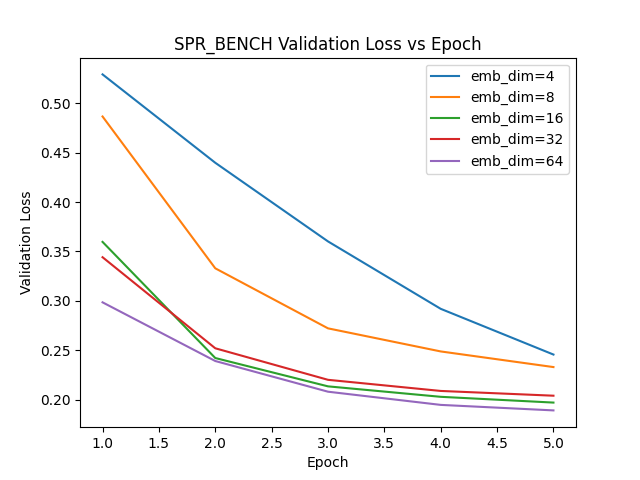 SPR_BENCH Validation Loss vs Epoch
emb_dim=4
emb_dim=8
emb_dim=16
emb_dim=32
emb_dim=64
Validation Loss
0.50
0.45
0.40
0.35
0.30
0.25
0.20
1.0 1.5 2.0 2.5 3.0 3.5 4.0 4.5 5.0
Epoch